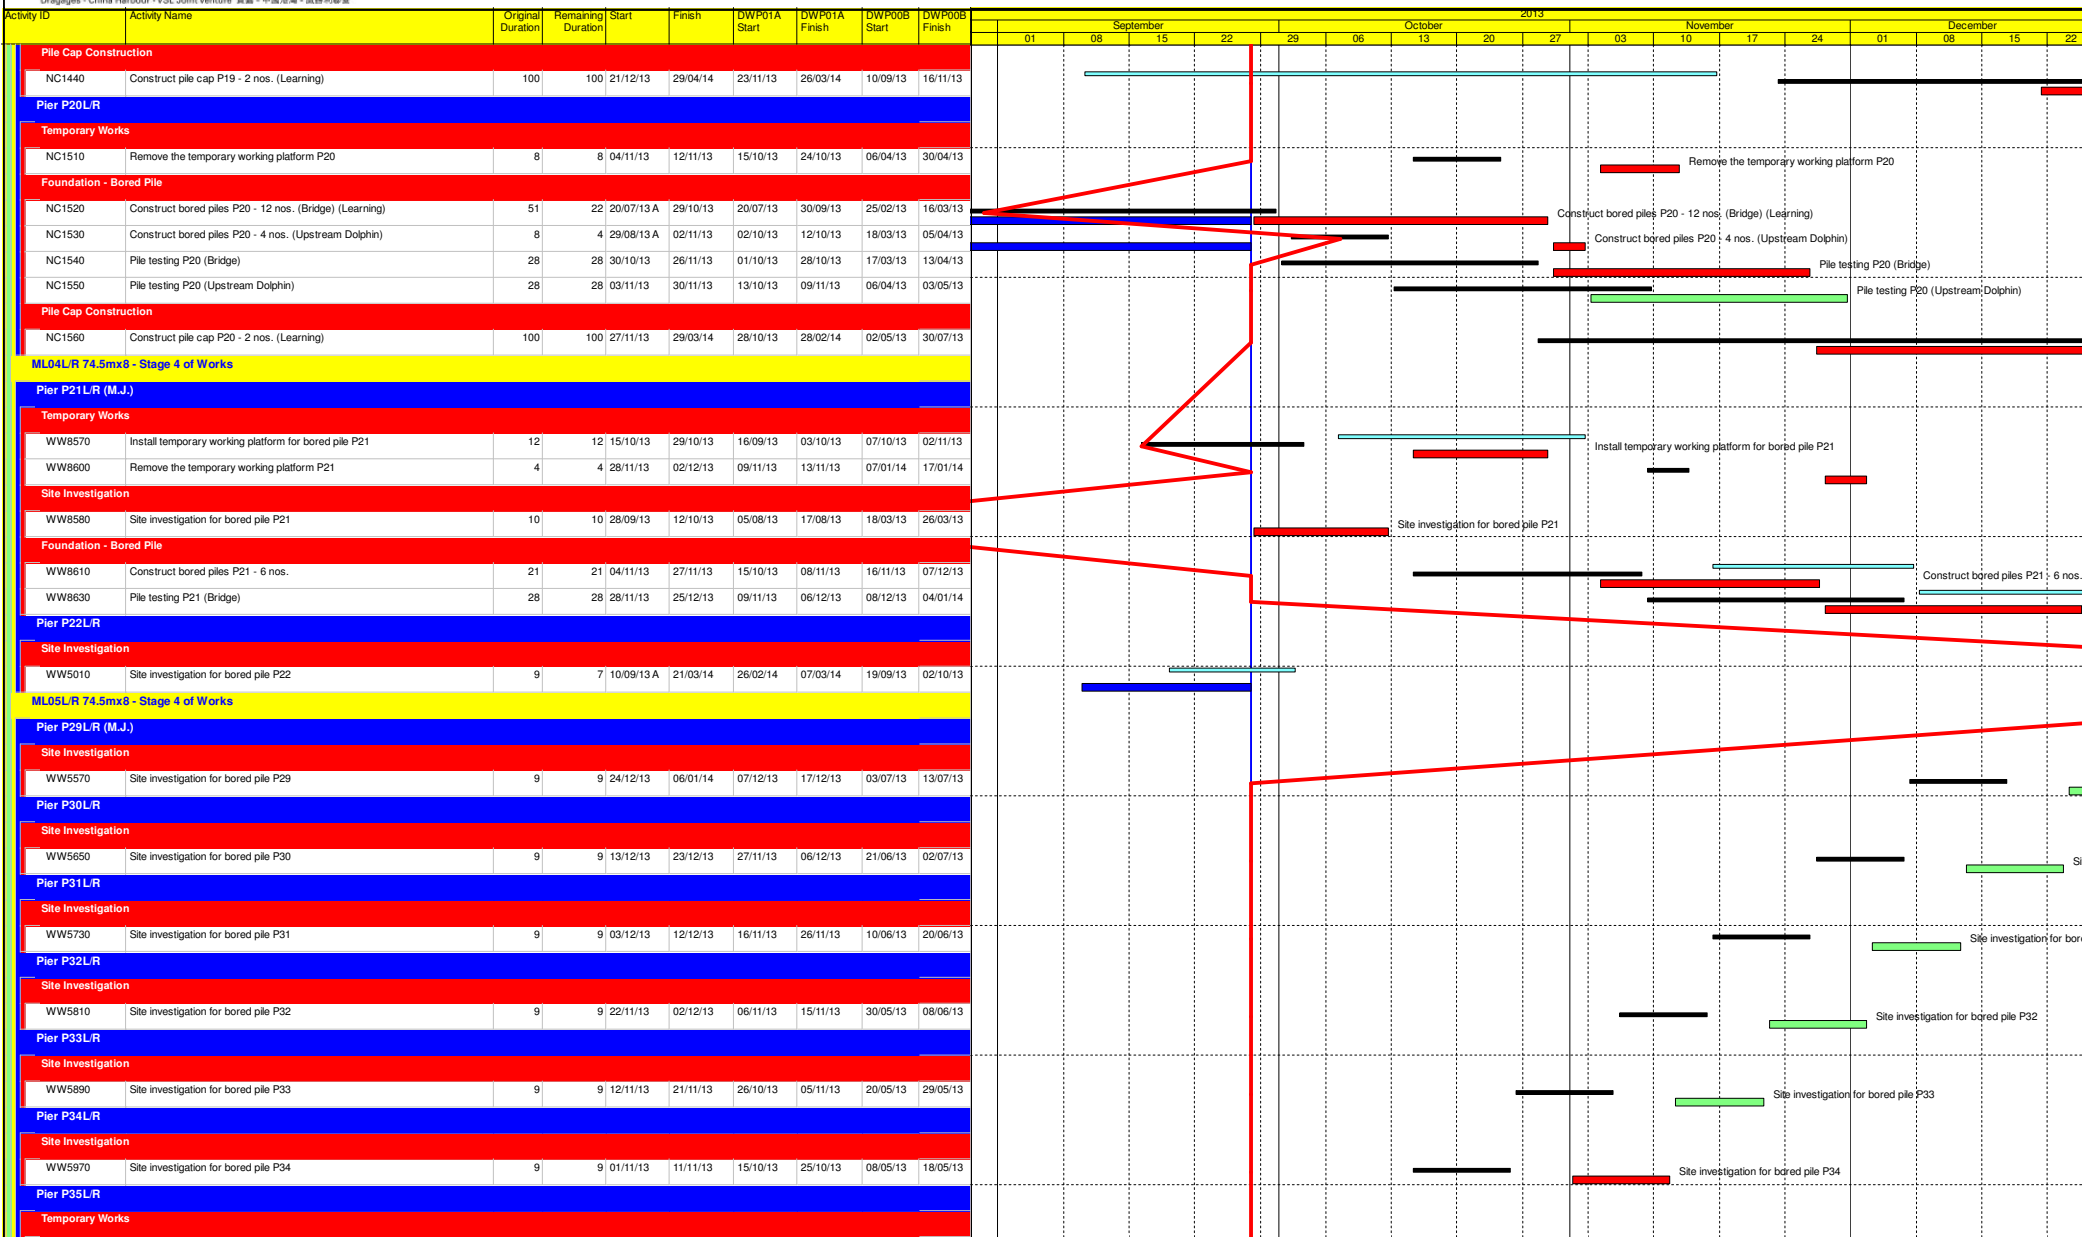 Dragages - China Harbour - VSL Joint Venture
Activity ID Activity Name Original Duration Remaining Duration Start Finish DWP01A Start DWP01A Finish DWP00B Start DWP00B Finish
2013
September October November December
01 08 15 22 29 06 13 20 27 03 10 17 24 01 08 15 22
Pile Cap Construction
NC1440 Construct pile cap P19 - 2 nos. (Learning) 100 100 21/12/13 29/04/14 23/11/13 26/03/14 10/09/13 16/11/13
Pier P20L/R
Temporary Works
NC1510 Remove the temporary working platform P20 8 8 04/11/13 12/11/13 15/10/13 24/10/13 06/04/13 30/04/13 Remove the temporary working platform P20
Foundation - Bored Pile
NC1520 Construct bored piles P20 - 12 nos. (Bridge) (Learning) 51 22 20/07/13 A 29/10/13 20/07/13 30/09/13 25/02/13 16/03/13 Construct bored piles P20 - 12 nos. (Bridge) (Learning)
NC1530 Construct bored piles P20 - 4 nos. (Upstream Dolphin) 8 4 29/08/13 A 02/11/13 02/10/13 12/10/13 18/03/13 05/04/13 Construct bored piles P20 - 4 nos. (Upstream Dolphin)
NC1540 Pile testing P20 (Bridge) 28 28 30/10/13 26/11/13 01/10/13 28/10/13 17/03/13 13/04/13 Pile testing P20 (Bridge)
NC1550 Pile testing P20 (Upstream Dolphin) 28 28 03/11/13 30/11/13 13/10/13 09/11/13 06/04/13 03/05/13 Pile testing P20 (Upstream Dolphin)
Pile Cap Construction
NC1560 Construct pile cap P20 - 2 nos. (Learning) 100 100 27/11/13 29/03/14 28/10/13 28/02/14 02/05/13 30/07/13
ML04L/R 74.5mx8 - Stage 4 of Works
Pier P21L/R (M.J.)
Temporary Works
WW8570 Install temporary working platform for bored pile P21 12 12 15/10/13 29/10/13 16/09/13 03/10/13 07/10/13 02/11/13 Install temporary working platform for bored pile P21
WW8600 Remove the temporary working platform P21 4 4 28/11/13 02/12/13 09/11/13 13/11/13 07/01/14 17/01/14
Site Investigation
WW8580 Site investigation for bored pile P21 10 10 28/09/13 12/10/13 05/08/13 17/08/13 18/03/13 26/03/13 Site investigation for bored pile P21
Foundation - Bored Pile
WW8610 Construct bored piles P21 - 6 nos. 21 21 04/11/13 27/11/13 15/10/13 08/11/13 16/11/13 07/12/13 Construct bored piles P21 - 6 nos.
WW8630 Pile testing P21 (Bridge) 28 28 28/11/13 25/12/13 09/11/13 06/12/13 08/12/13 04/01/14
Pier P22L/R
Site Investigation
WW5010 Site investigation for bored pile P22 9 7 10/09/13 A 21/03/14 26/02/14 07/03/14 19/09/13 02/10/13
ML05L/R 74.5mx8 - Stage 4 of Works
Pier P29L/R (M.J.)
Site Investigation
WW5570 Site investigation for bored pile P29 9 9 24/12/13 06/01/14 07/12/13 17/12/13 03/07/13 13/07/13
Pier P30L/R
Site Investigation
WW5650 Site investigation for bored pile P30 9 9 13/12/13 23/12/13 27/11/13 06/12/13 21/06/13 02/07/13 Si
Pier P31L/R
Site Investigation
WW5730 Site investigation for bored pile P31 9 9 03/12/13 12/12/13 16/11/13 26/11/13 10/06/13 20/06/13 Site investigation for bor
Pier P32L/R
Site Investigation
WW5810 Site investigation for bored pile P32 9 9 22/11/13 02/12/13 06/11/13 15/11/13 30/05/13 08/06/13 Site investigation for bored pile P32
Pier P33L/R
Site Investigation
WW5890 Site investigation for bored pile P33 9 9 12/11/13 21/11/13 26/10/13 05/11/13 20/05/13 29/05/13 Site investigation for bored pile P33
Pier P34L/R
Site Investigation
WW5970 Site investigation for bored pile P34 9 9 01/11/13 11/11/13 15/10/13 25/10/13 08/05/13 18/05/13 Site investigation for bored pile P34
Pier P35L/R
Temporary Works